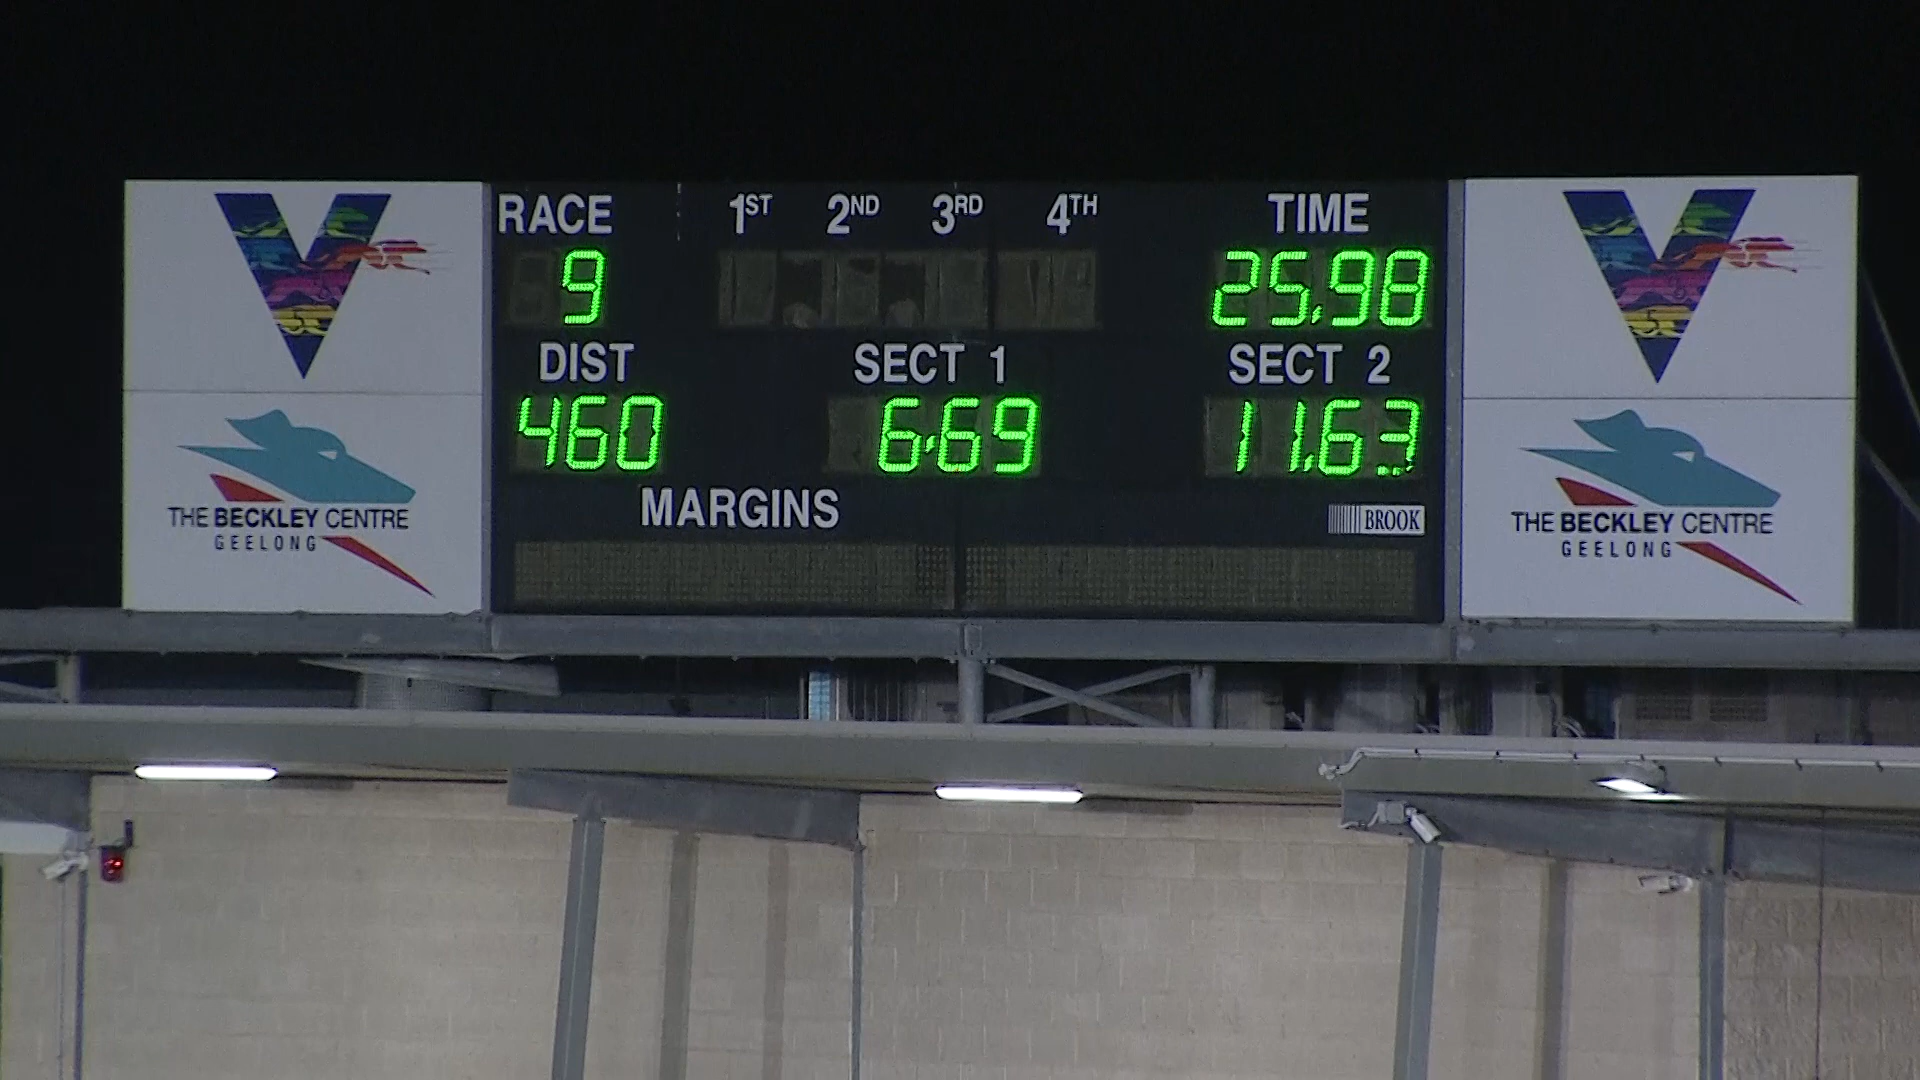 RACE 1ST 2ND 3RD 4TH TIME
9 25.98
DIST SECT 1 SECT 2
460 6.69 11.63
MARGINS
BROOK
THE BECKLEY CENTRE
GEELONG
THE BECKLEY CENTRE
GEELONG